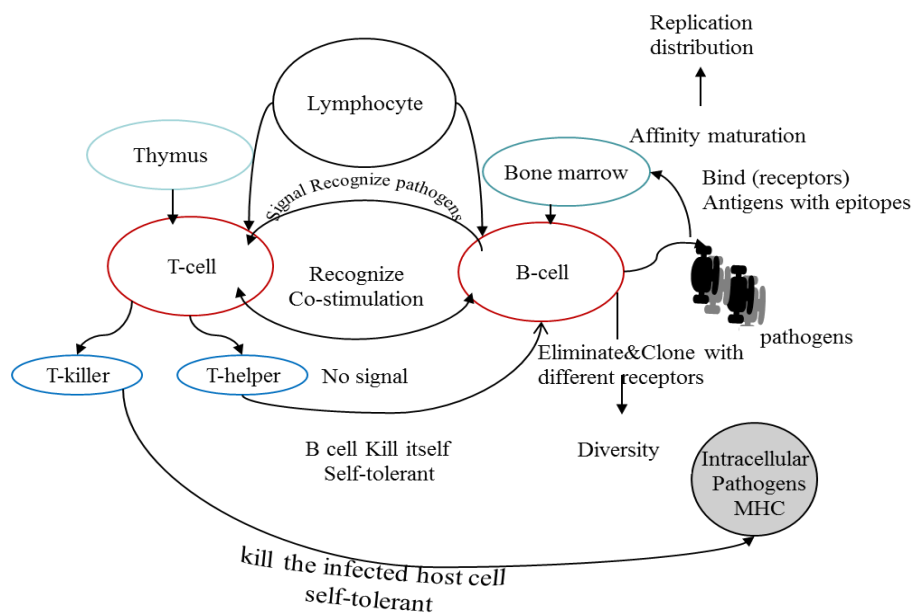 Replication
distribution
Lymphocyte
Affinity maturation
Thymus
Bone marrow
Bind (receptors)
Antigens with epitopes
Signal Recognize pathogens
T-cell
Recognize
Co-stimulation
B-cell
pathogens
Eliminate&Clone with
different receptors
T-killer
T-helper
No signal
B cell Kill itself
Self-tolerant
Diversity
Intracellular
Pathogens
MHC
kill the infected host cell
self-tolerant